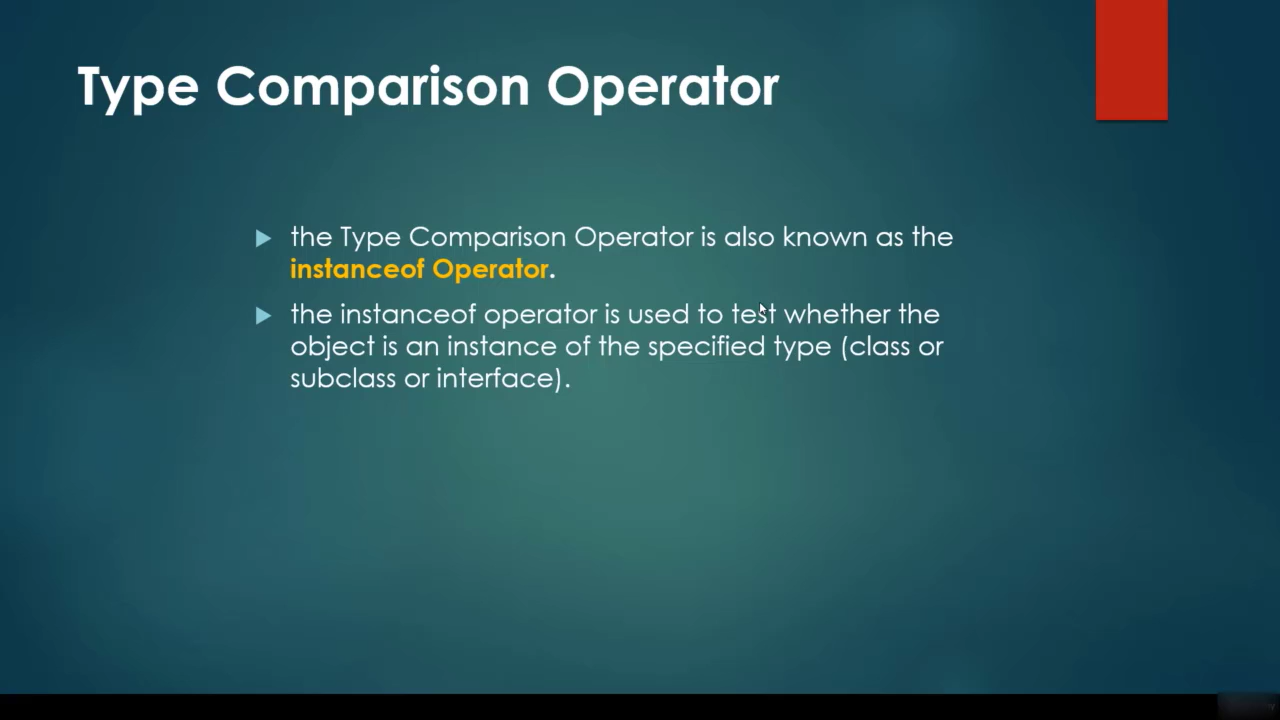 Type Comparison Operator
the Type Comparison Operator is also known as the
instanceof Operator.
the instanceof operator is used to test whether the
object is an instance of the specified type (class or
subclass or interface).